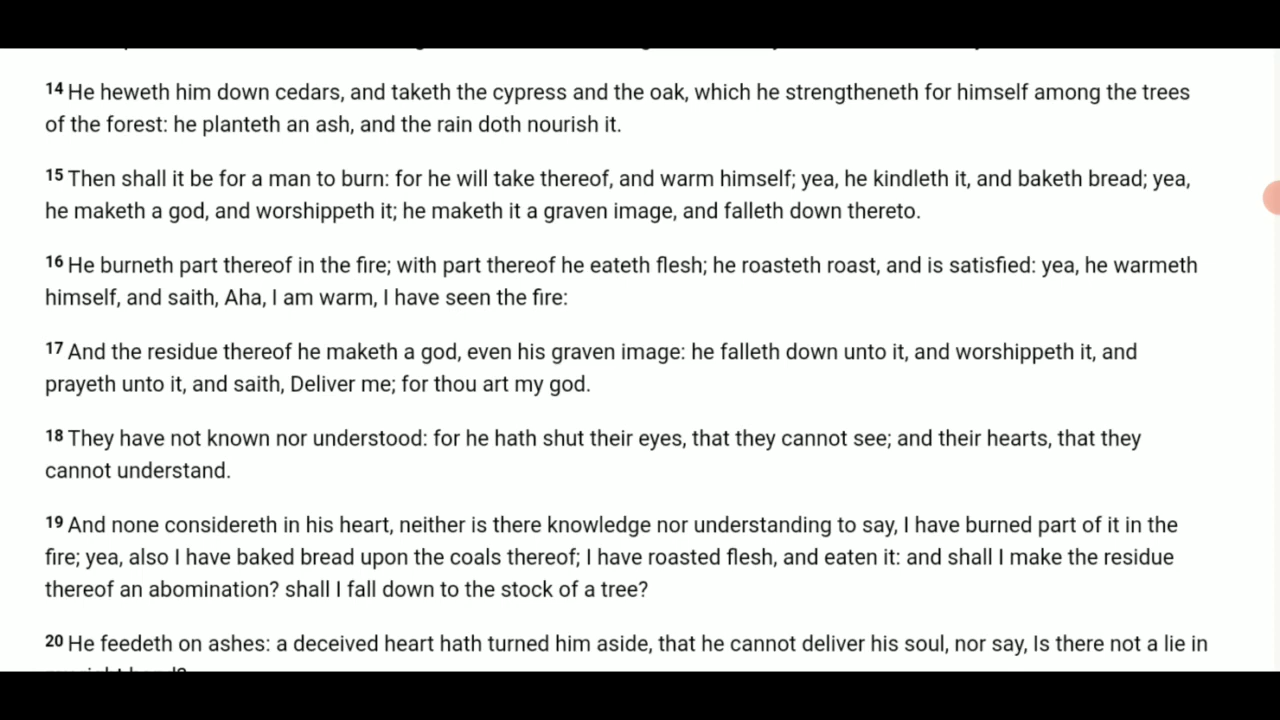 14 He heweth him down cedars, and taketh the cypress and the oak, which he strengtheneth for himself among the trees
of the forest: he planteth an ash, and the rain doth nourish it.
15 Then shall it be for a man to burn: for he will take thereof, and warm himself; yea, he kindleth it, and baketh bread; yea,
he maketh a god, and worshippeth it; he maketh it a graven image, and falleth down thereto.
16 He burneth part thereof in the fire; with part thereof he eateth flesh; he roasteth roast, and is satisfied: yea, he warmeth
himself, and saith, Aha, I am warm, I have seen the fire:
17 And the residue thereof he maketh a god, even his graven image: he falleth down unto it, and worshippeth it, and
prayeth unto it, and saith, Deliver me; for thou art my god.
18 They have not known nor understood: for he hath shut their eyes, that they cannot see; and their hearts, that they
cannot understand.
19 And none considereth in his heart, neither is there knowledge nor understanding to say, I have burned part of it in the
fire; yea, also I have baked bread upon the coals thereof; I have roasted flesh, and eaten it: and shall I make the residue
thereof an abomination? shall I fall down to the stock of a tree?
20 He feedeth on ashes: a deceived heart hath turned him aside, that he cannot deliver his soul, nor say, Is there not a lie in